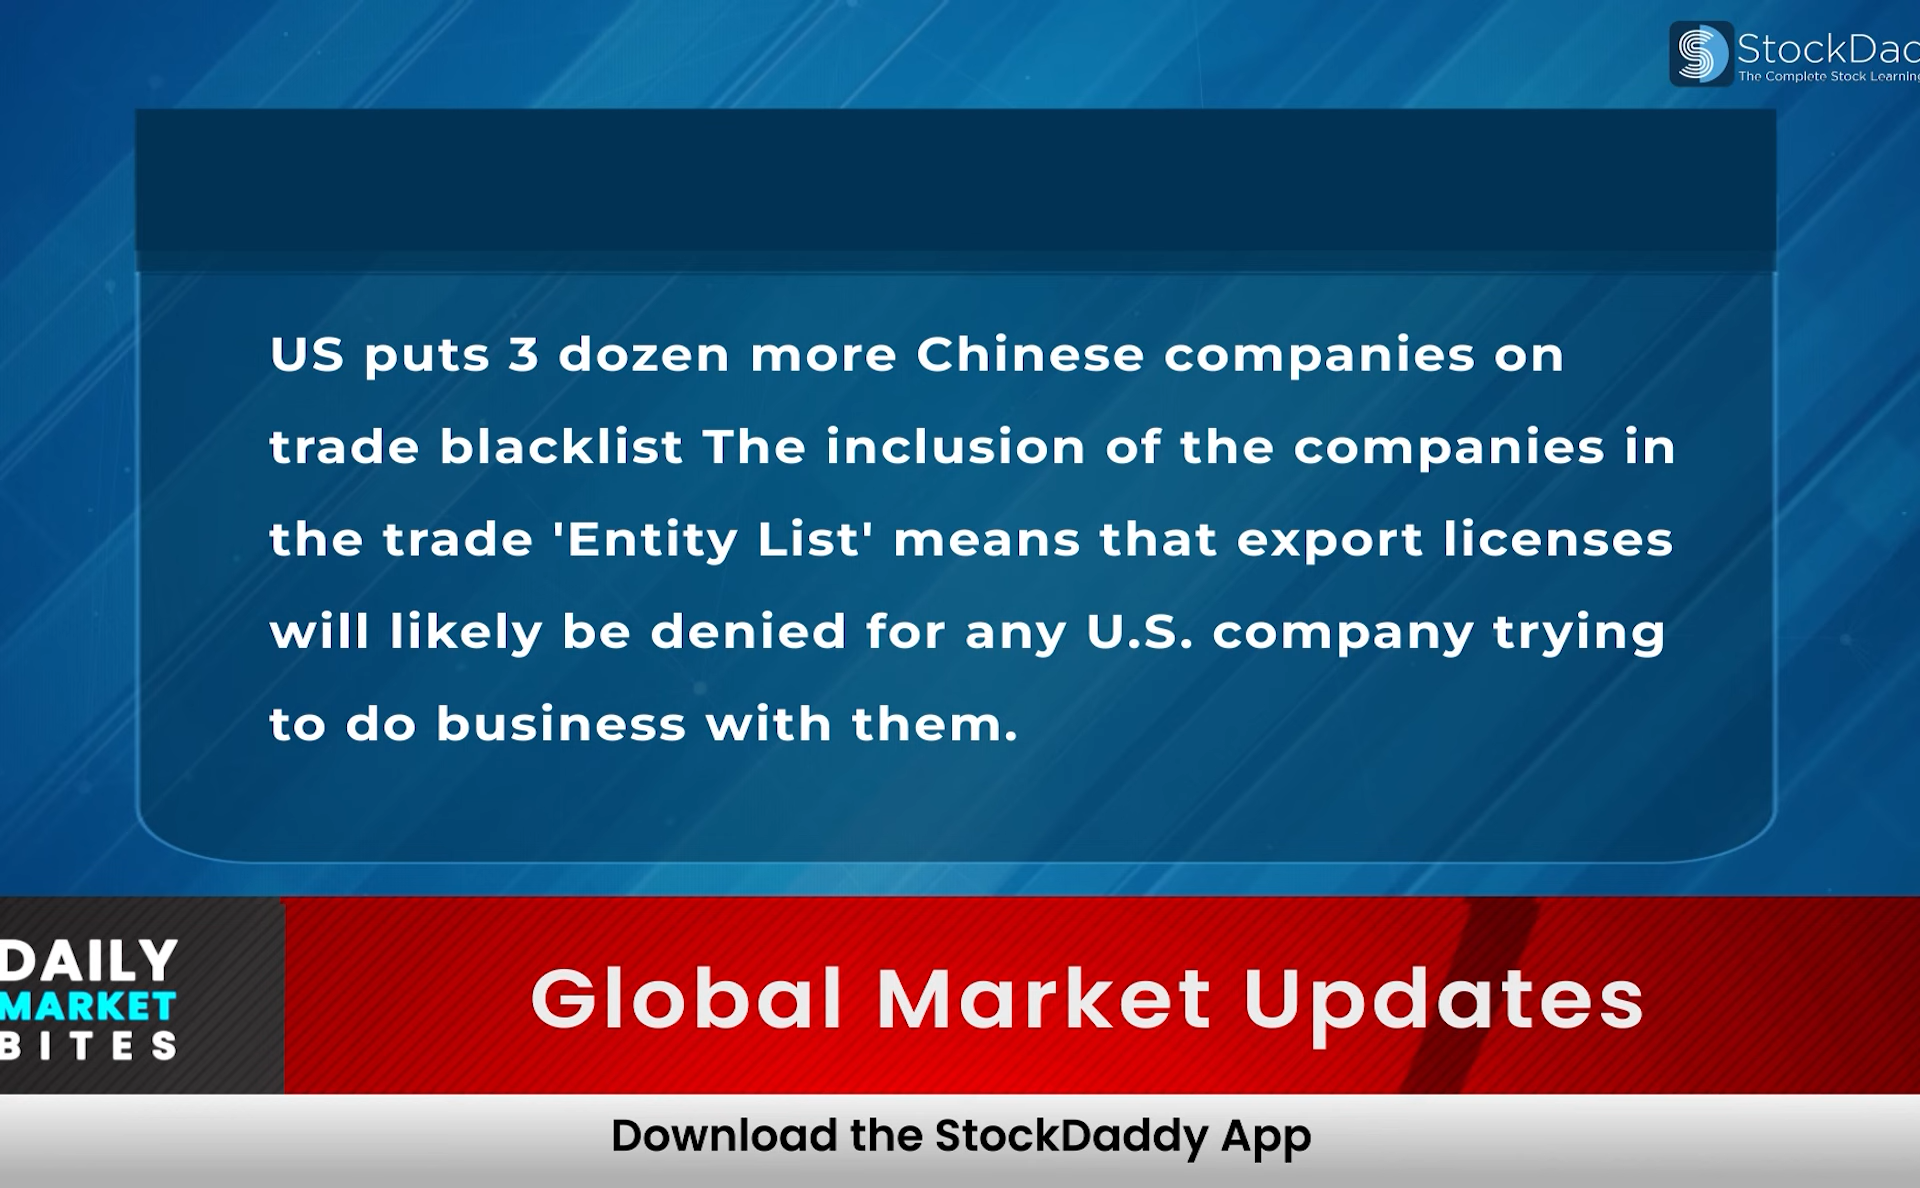 StockDad
The Complete Stock Learning
US puts 3 dozen more Chinese companies on
trade blacklist The inclusion of the companies in
the trade 'Entity List' means that export licenses
will likely be denied for any U.S. company trying
to do business with them.
DAILY
MARKET
BITES
Global Market Updates
Download the StockDaddy App